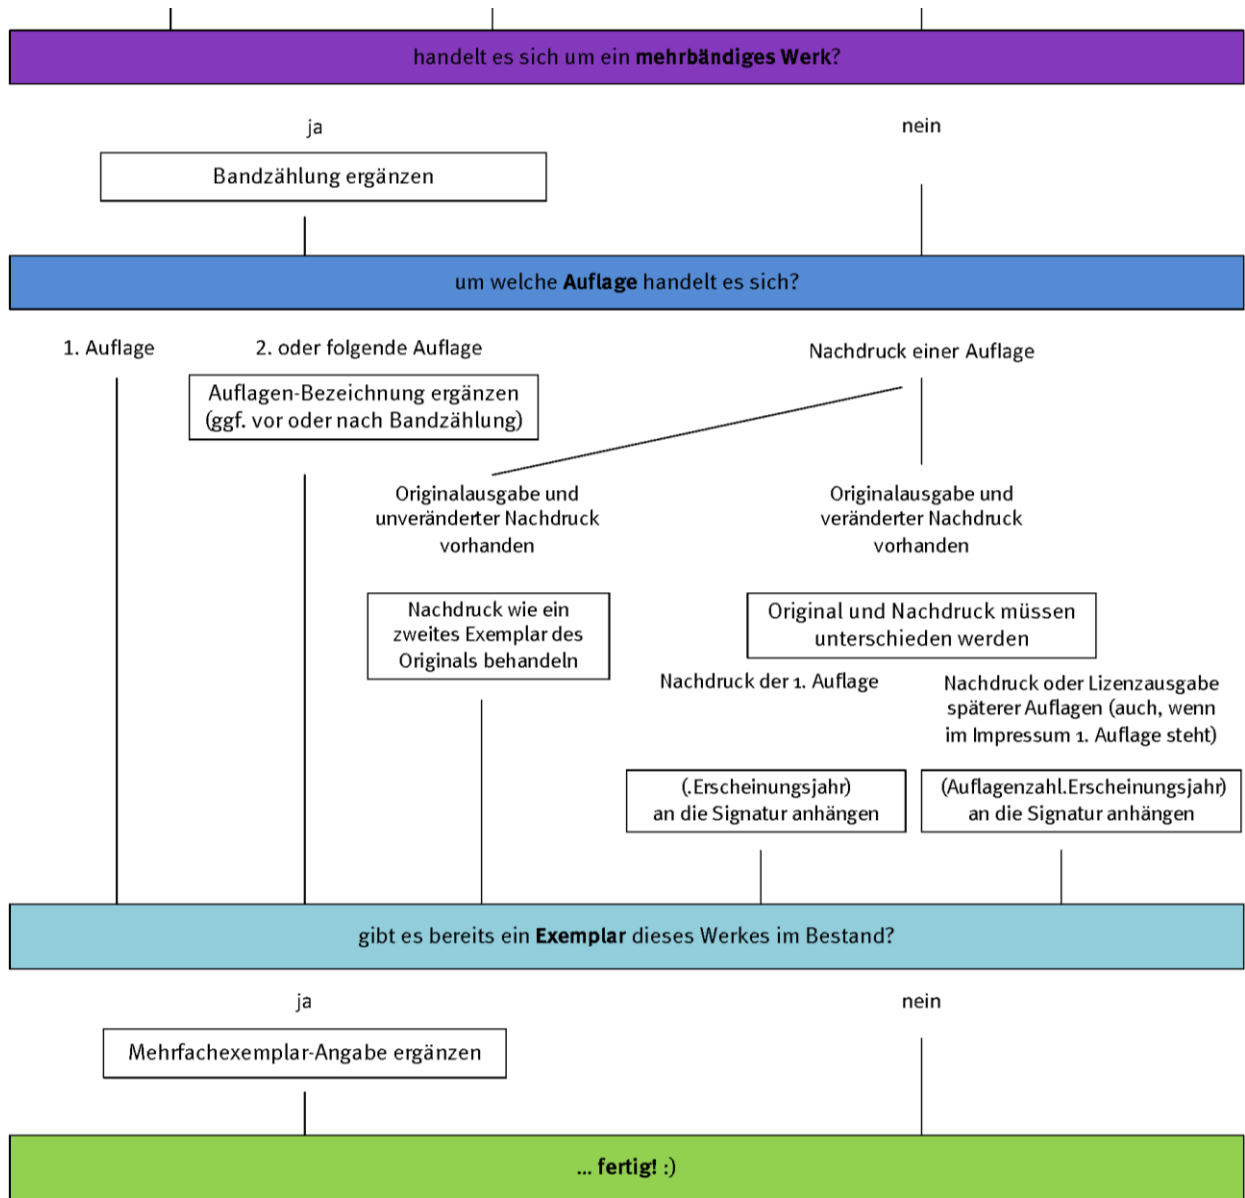 handelt es sich um ein mehrbändiges Werk?
ja
nein
Bandzählung ergänzen
um welche Auflage handelt es sich?
1. Auflage
2. oder folgende Auflage
Nachdruck einer Auflage
Auflagen-Bezeichnung ergänzen
(ggf. vor oder nach Bandzählung)
Originalausgabe und
unveränderter Nachdruck
vorhanden
Originalausgabe und
veränderter Nachdruck
vorhanden
Nachdruck wie ein
zweites Exemplar des
Originals behandeln
Original und Nachdruck müssen
unterschieden werden
Nachdruck der 1. Auflage
Nachdruck oder Lizenzausgabe
späterer Auflagen (auch, wenn
im Impressum 1. Auflage steht)
(.Erscheinungsjahr)
an die Signatur anhängen
(Auflagenzahl.Erscheinungsjahr)
an die Signatur anhängen
gibt es bereits ein Exemplar dieses Werkes im Bestand?
ja
nein
Mehrfachexemplar-Angabe ergänzen
... fertig! :)